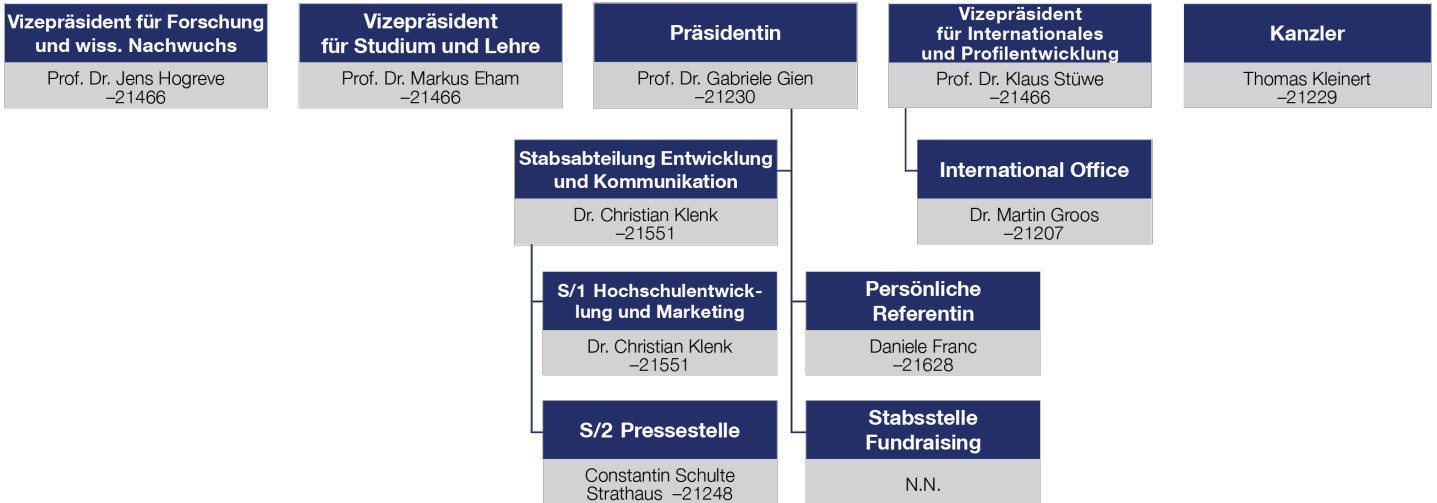 Vizepräsident für Forschung
und wiss. Nachwuchs
Prof. Dr. Jens Hogreve
–21466
Vizepräsident
für Studium und Lehre
Prof. Dr. Markus Eham
–21466
Präsidentin
Prof. Dr. Gabriele Gien
–21230
Vizepräsident
für Internationales
und Profilentwicklung
Prof. Dr. Klaus Stüwe
–21466
Kanzler
Thomas Kleinert
–21229
Stabsabteilung Entwicklung
und Kommunikation
Dr. Christian Klenk
–21551
International Office
Dr. Martin Groos
–21207
S/1 Hochschulentwick-
lung und Marketing
Dr. Christian Klenk
–21551
Persönliche
Referentin
Daniele Franc
–21628
S/2 Pressestelle
Constantin Schulte
Strathaus –21248
Stabsstelle
Fundraising
N.N.